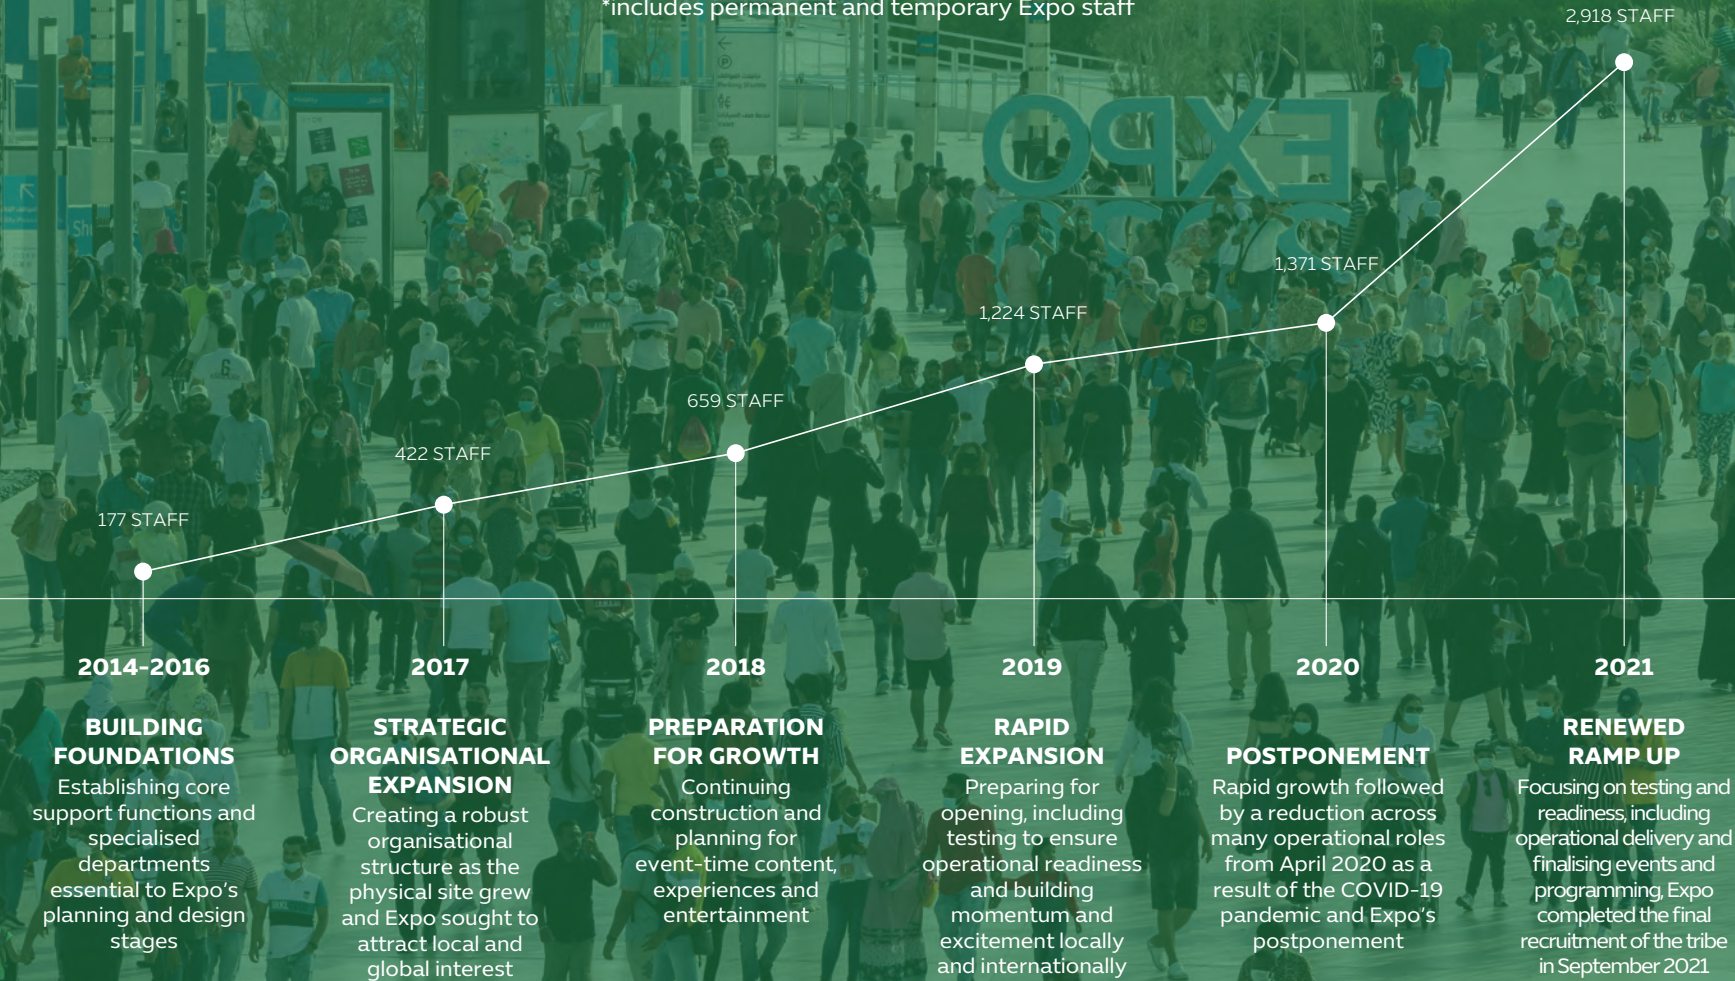 *includes permanent and temporary Expo staff
2,918 STAFF
1,371 STAFF
1,224 STAFF
659 STAFF
422 STAFF
177 STAFF
EXPO
2014-2016
BUILDING
FOUNDATIONS
Establishing core
support functions and
specialised
departments
essential to Expo's
planning and design
stages
2017
STRATEGIC
ORGANISATIONAL
EXPANSION
Creating a robust
organisational
structure as the
physical site grew
and Expo sought to
attract local and
global interest
2018
PREPARATION
FOR GROWTH
Continuing
construction and
planning for
event-time content,
experiences and
entertainment
2019
RAPID
EXPANSION
Preparing for
opening, including
testing to ensure
operational readiness
and building
momentum and
excitement locally
and internationally
2020
POSTPONEMENT
Rapid growth followed
by a reduction across
many operational roles
from April 2020 as a
result of the COVID-19
pandemic and Expo's
postponement
2021
RENEWED
RAMP UP
Focusing on testing and
readiness, including
operational delivery and
finalising events and
programming, Expo
completed the final
recruitment of the tribe
in September 2021